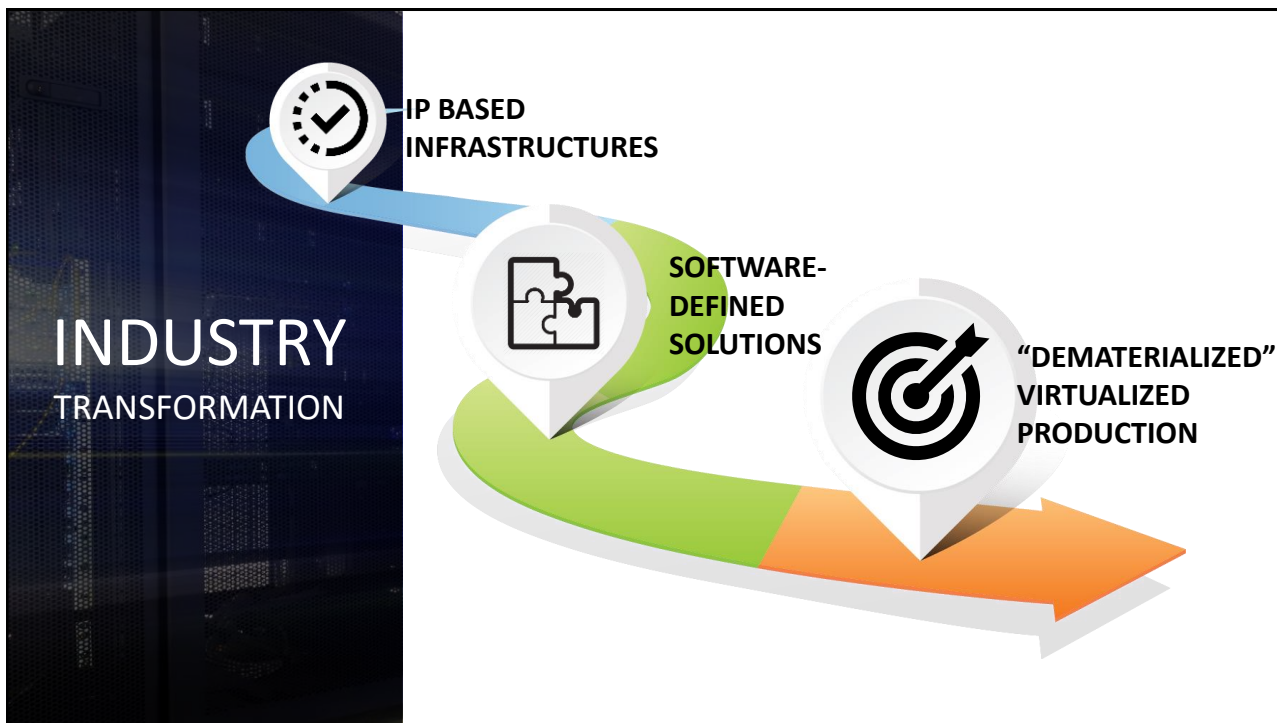 INDUSTRY
TRANSFORMATION
IP BASED
INFRASTRUCTURES
SOFTWARE-
DEFINED
SOLUTIONS
“DEMATERIALIZED”
VIRTUALIZED
PRODUCTION